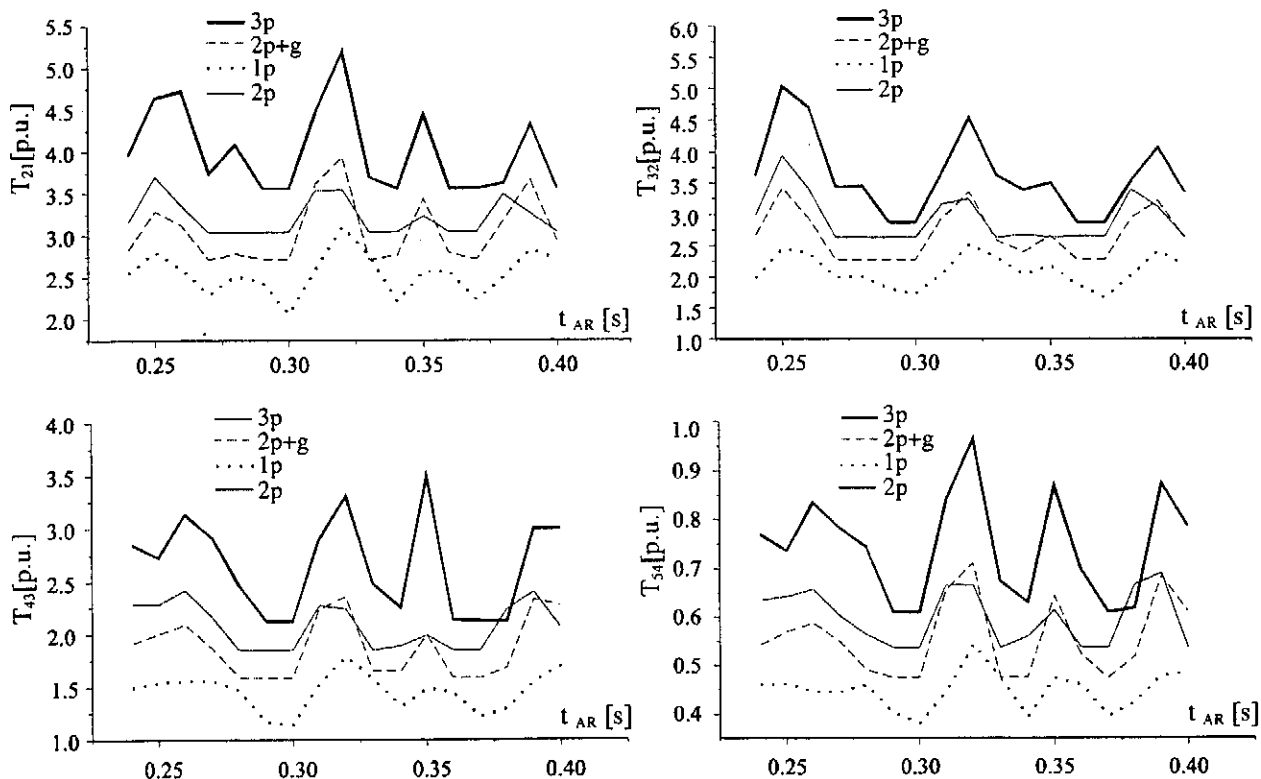 5.5
5.0
4.5
4.0
3.5
3.0
2.5
2.0
T21[p.u.]
3p
2p+g
1p
2p
t AR [s]
0.25 0.30 0.35 0.40
6.0
5.5
5.0
4.5
4.0
3.5
3.0
2.5
2.0
1.5
1.0
T32[p.u.]
3p
2p+g
1p
2p
t AR [s]
0.25 0.30 0.35 0.40
4.0
3.5
3.0
2.5
2.0
1.5
1.0
T43[p.u.]
3p
2p+g
1p
2p
t AR [s]
0.25 0.30 0.35 0.40
1.0
0.9
0.8
0.7
0.6
0.5
0.4
T54[p.u.]
3p
2p+g
1p
2p
t AR [s]
0.25 0.30 0.35 0.40